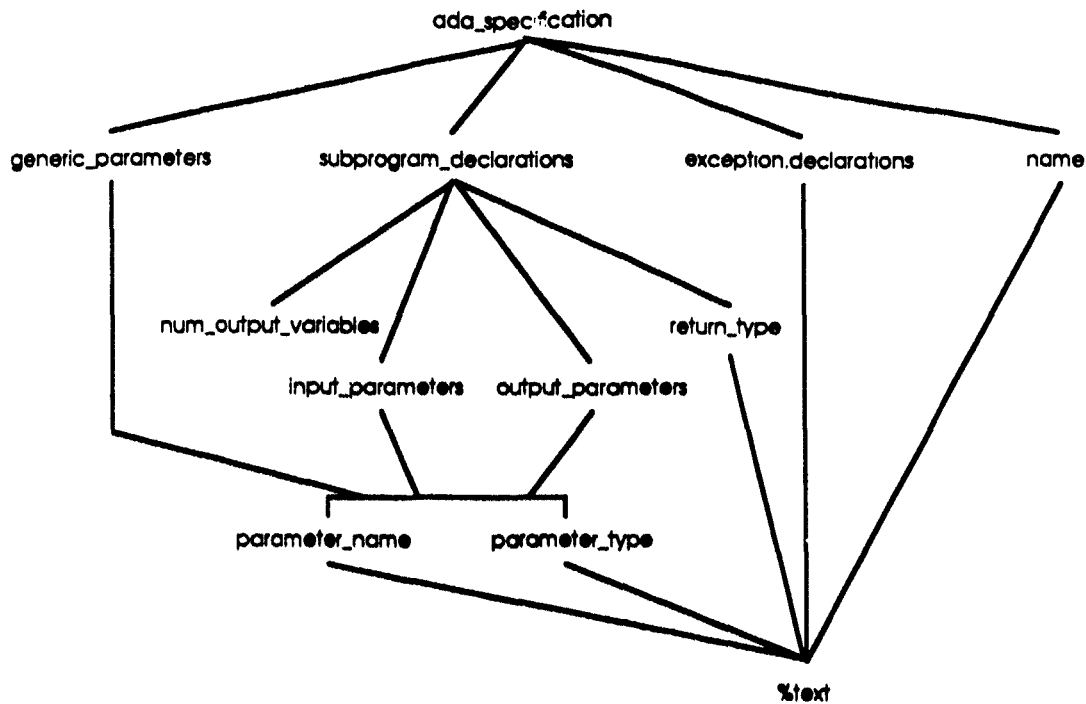 ada_specification
generic_parameters subprogram_declarations exception.declarations name
num_output_variables return_type
input_parameters output_parameters
parameter_name parameter_type
%text